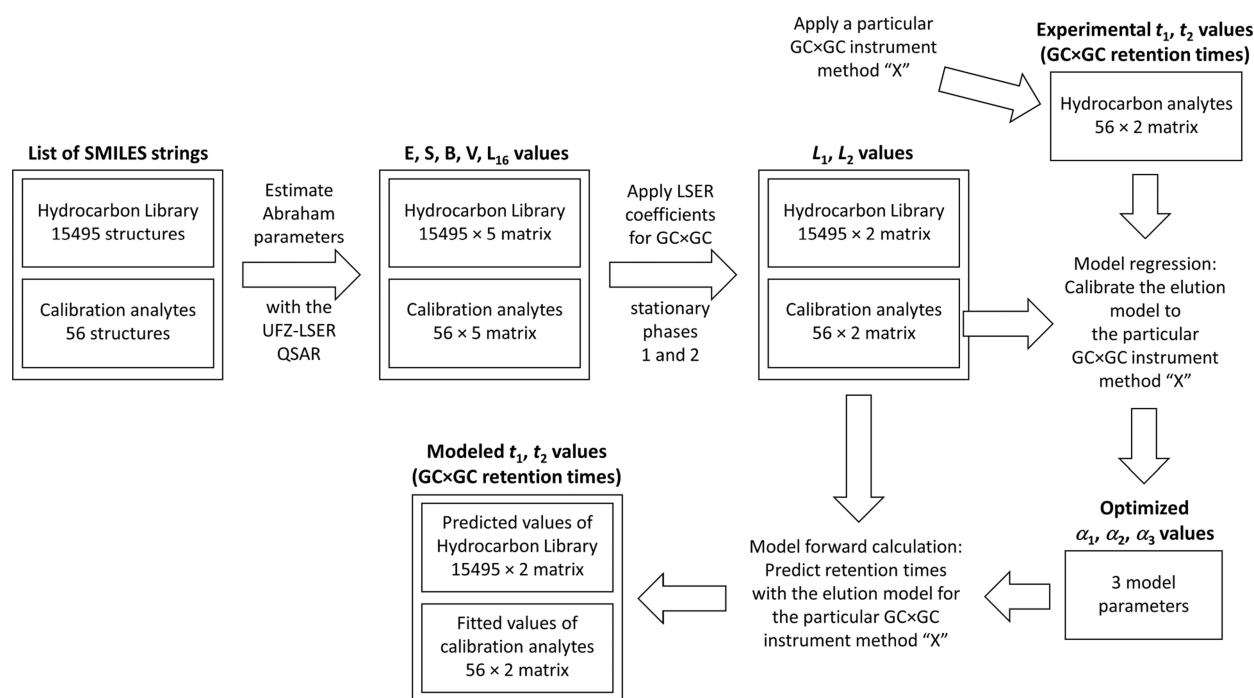 Apply a particular
GC×GC instrument
method “X”
Experimental t₁, t₂ values
(GC×GC retention times)
Hydrocarbon analytes
56 × 2 matrix
List of SMILES strings
Hydrocarbon Library
15495 structures
Calibration analytes
56 structures
Estimate
Abraham
parameters
with the
UFZ-LSER
QSAR
E, S, B, V, L₁₆ values
Hydrocarbon Library
15495 × 5 matrix
Calibration analytes
56 × 5 matrix
Apply LSER
coefficients
for GC×GC
stationary
phases
1 and 2
L₁, L₂ values
Hydrocarbon Library
15495 × 2 matrix
Calibration analytes
56 × 2 matrix
Model regression:
Calibrate the elution
model to
the particular
GC×GC instrument
method “X”
Optimized
α₁, α₂, α₃ values
3 model
parameters
Model forward calculation:
Predict retention times
with the elution model for
the particular GC×GC
instrument method “X”
Modeled t₁, t₂ values
(GC×GC retention times)
Predicted values of
Hydrocarbon Library
15495 × 2 matrix
Fitted values of
calibration analytes
56 × 2 matrix